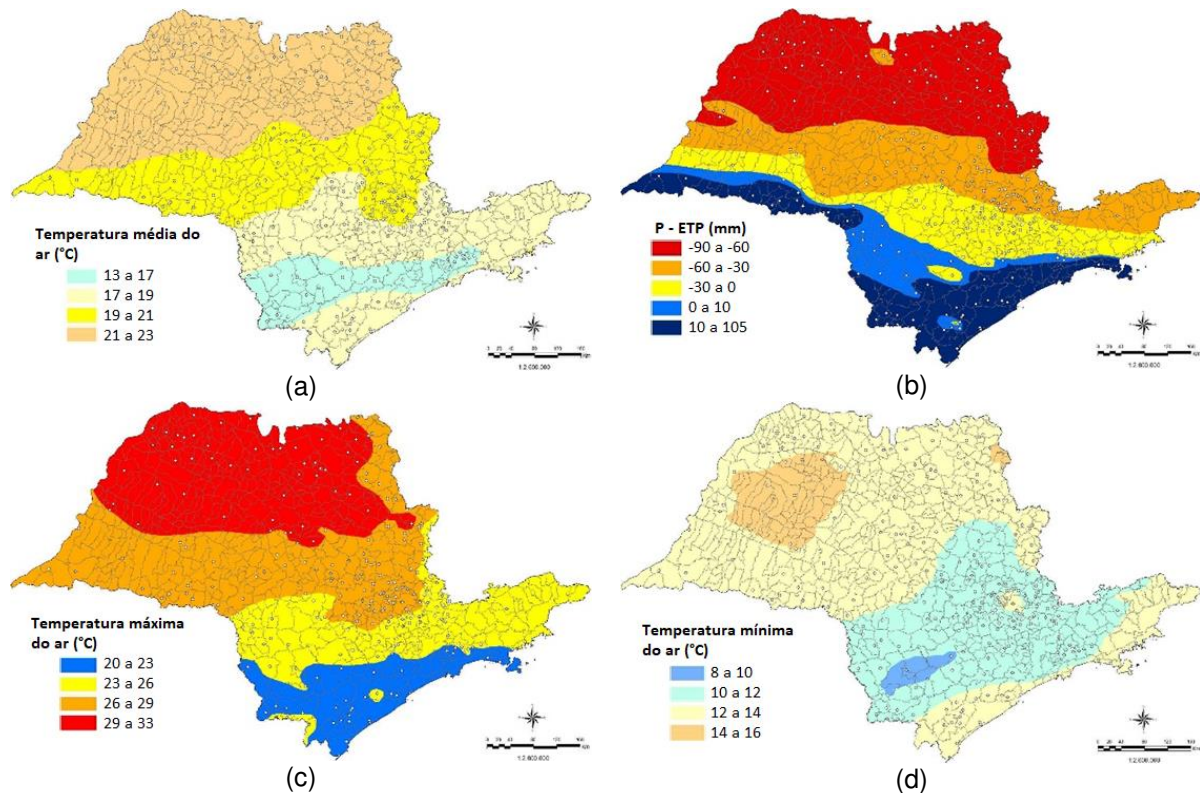 Temperatura média do
ar (°C)
13 a 17
17 a 19
19 a 21
21 a 23
(a)
P - ETP (mm)
-90 a -60
-60 a -30
-30 a 0
0 a 10
10 a 105
(b)
Temperatura máxima
do ar (°C)
20 a 23
23 a 26
26 a 29
29 a 33
(c)
Temperatura mínima
do ar (°C)
8 a 10
10 a 12
12 a 14
14 a 16
(d)